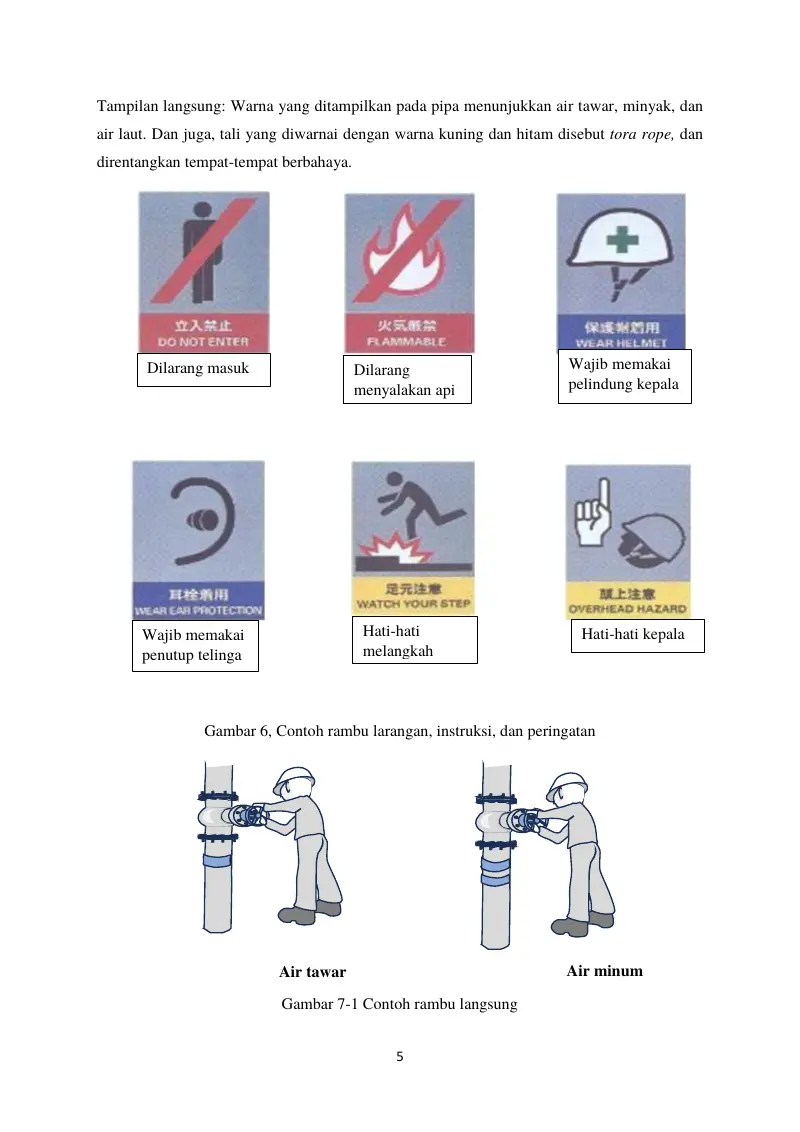 Tampilan langsung: Warna yang ditampilkan pada pipa menunjukkan air tawar, minyak, dan
air laut. Dan juga, tali yang diwarnai dengan warna kuning dan hitam disebut tora rope, dan
direntangkan tempat-tempat berbahaya.
立入禁止
DO NOT ENTER
Dilarang masuk
火気厳禁
FLAMMABLE
Dilarang
menyalakan api
保護帽着用
WEAR HELMET
Wajib memakai
pelindung kepala
耳栓着用
WEAR EAR PROTECTION
Wajib memakai
penutup telinga
足元注意
WATCH YOUR STEP
Hati-hati
melangkah
頭上注意
OVERHEAD HAZARD
Hati-hati kepala
Gambar 6, Contoh rambu larangan, instruksi, dan peringatan
Air tawar
Air minum
Gambar 7-1 Contoh rambu langsung
5